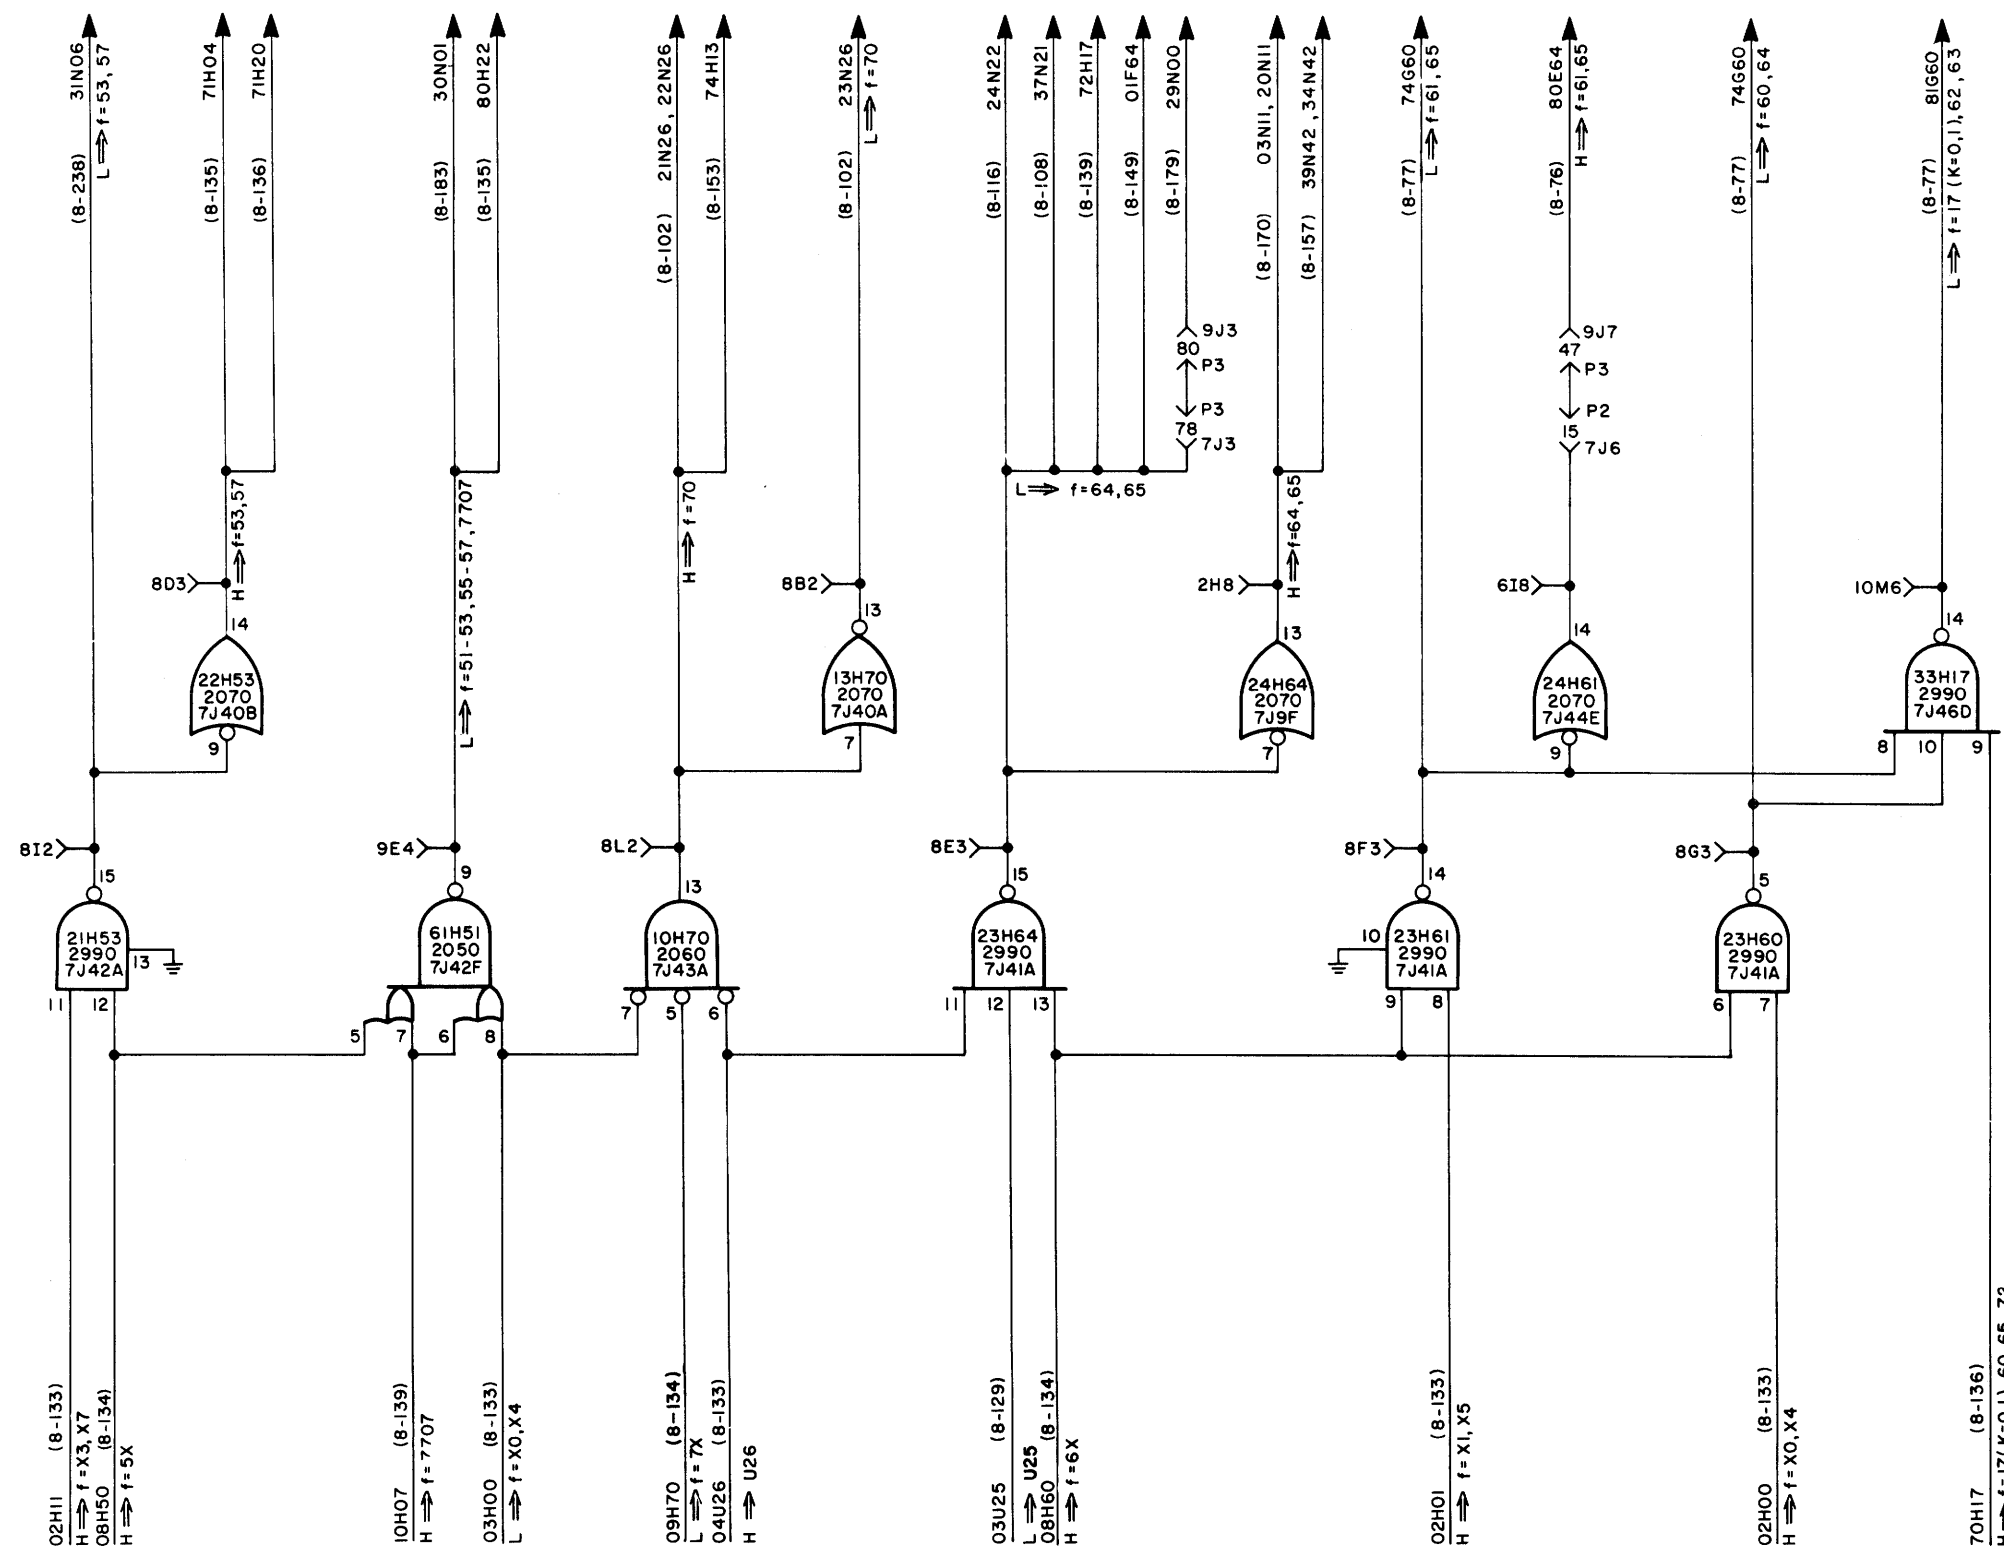 31N06
(8-238)
L⟹ f=53,57
71H04
(8-135)
71H20
(8-136)
30N01
(8-183)
80H22
(8-135)
21N26, 22N26
(8-102)
74H13
(8-153)
23N26
(8-102)
L⟹ f=70
24N22
(8-116)
37N21
(8-108)
72H17
(8-139)
01F64
(8-149)
29N00
(8-179)
03N11, 20N11
(8-170)
39N42, 34N42
(8-157)
74G60
(8-77)
L⟹ f=61,65
80E64
(8-76)
H⟹ f=61,65
74G60
(8-77)
L⟹ f=60,64
81G60
(8-77)
L⟹ f=17 (K=0,1), 62, 63
9J3
80
P3
P3
78
7J3
9J7
47
P3
P2
15
7J6
H⟹ f=53,57
L⟹ f=51-53,55-57,7707
H⟹ f=70
L⟹ f=64,65
H⟹ f=64,65
8D3
14
22H53
2070
7J40B
9
8B2
13
13H70
2070
7J40A
7
2H8
13
24H64
2070
7J9F
7
6I8
14
24H61
2070
7J44E
9
10M6
14
33H17
2990
7J46D
8 10 9
8I2
15
21H53
2990
7J42A
13
11 12
9E4
9
61H51
2050
7J42F
5 7 6 8
8L2
13
10H70
2060
7J43A
7 5 6
8E3
15
23H64
2990
7J41A
11 12 13
8F3
14
10
23H61
2990
7J41A
9 8
8G3
5
23H60
2990
7J41A
6 7
02H11 (8-133)
H⟹ f=X3,X7
08H50 (8-134)
H⟹ f=5X
10H07 (8-139)
H⟹ f=7707
03H00 (8-133)
L⟹ f=X0,X4
09H70 (8-134)
L⟹ f=7X
04U26 (8-133)
H⟹ U26
03U25 (8-129)
L⟹ U25
08H60 (8-134)
H⟹ f=6X
02H01 (8-133)
H⟹ f=X1,X5
02H00 (8-133)
H⟹ f=X0,X4
70H17 (8-136)